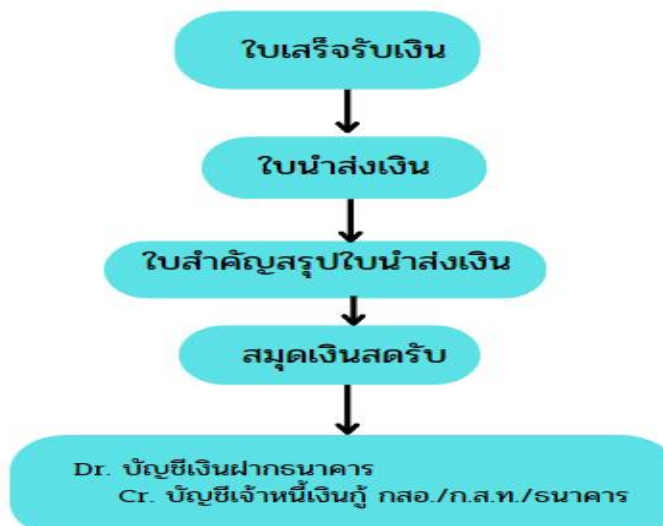 ใบเสร็จรับเงิน
ใบนำส่งเงิน
ใบสำคัญสรุปใบนำส่งเงิน
สมุดเงินสดรับ
Dr. บัญชีเงินฝากธนาคาร
Cr. บัญชีเจ้าหนี้เงินกู้ กสอ./ก.ส.ท./ธนาคาร